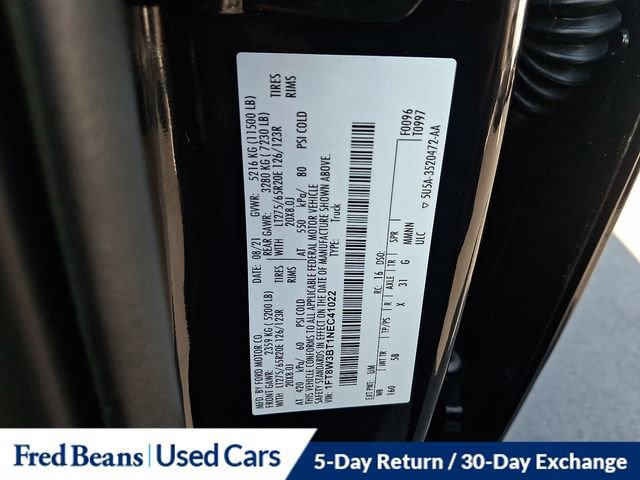 MFD. BY FORD MOTOR CO.
DATE: 08/21 GVWR: 5216 KG (11500 LB)
FRONT GAWR: 2359 KG (5200 LB) REAR GAWR: 3280 KG (7230 LB)
WITH LT275/65R20E 126/123R TIRES WITH LT275/65R20E 126/123R TIRES
20X8.0J RIMS 20X8.0J RIMS
AT 420 kPa/ 60 PSI COLD AT 550 kPa/ 80 PSI COLD
THIS VEHICLE CONFORMS TO ALL APPLICABLE FEDERAL MOTOR VEHICLE
SAFETY STANDARDS IN EFFECT ON THE DATE OF MANUFACTURE SHOWN ABOVE.
VIN: 1FT8W3BT1NEC41022 TYPE: Truck
F0096
T0997
EXT PNT: UM RC: 16 DSO:
WB INT TR TP/PS R AXLE TR SPR
160 SB X 31 G MMMNN
ULC
5U5A-3520472-AA
Fred Beans Used Cars 5-Day Return / 30-Day Exchange